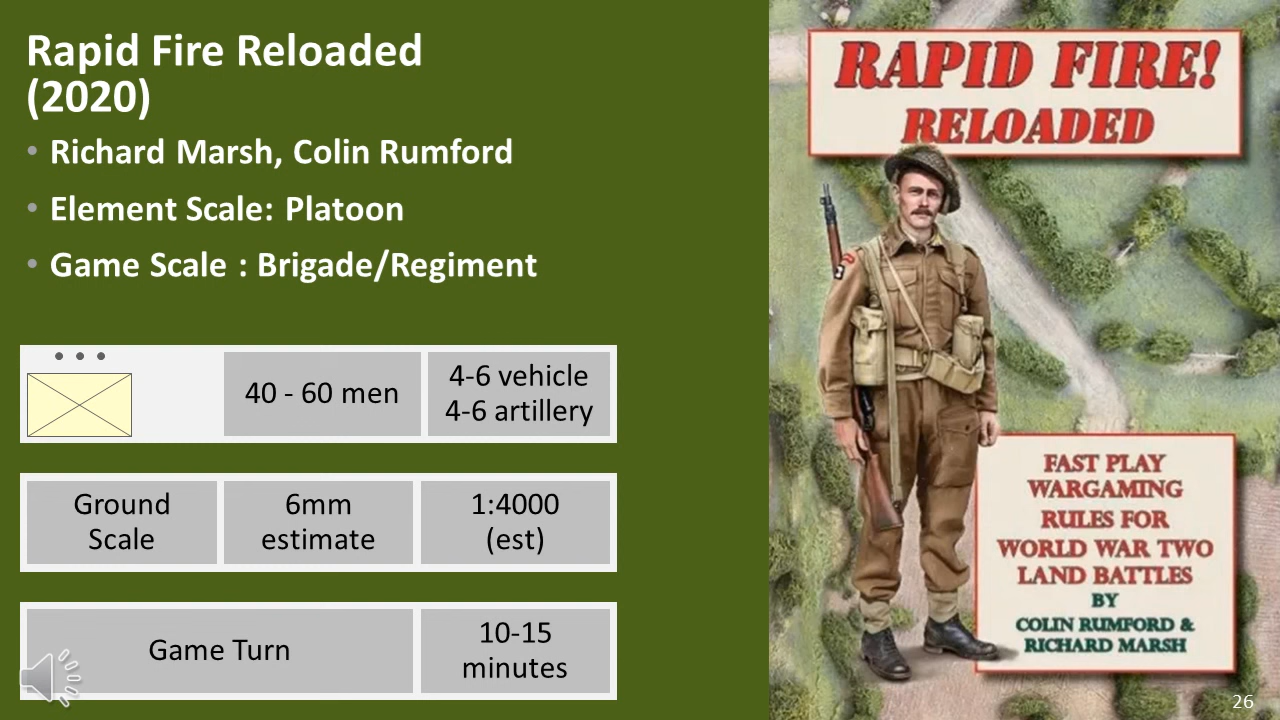 Rapid Fire Reloaded
(2020)
• Richard Marsh, Colin Rumford
• Element Scale: Platoon
• Game Scale : Brigade/Regiment
40 - 60 men
4-6 vehicle
4-6 artillery
Ground
Scale
6mm
estimate
1:4000
(est)
Game Turn
10-15
minutes
RAPID FIRE!
RELOADED
FAST PLAY
WARGAMING
RULES FOR
WORLD WAR TWO
LAND BATTLES
BY
COLIN RUMFORD &
RICHARD MARSH
26